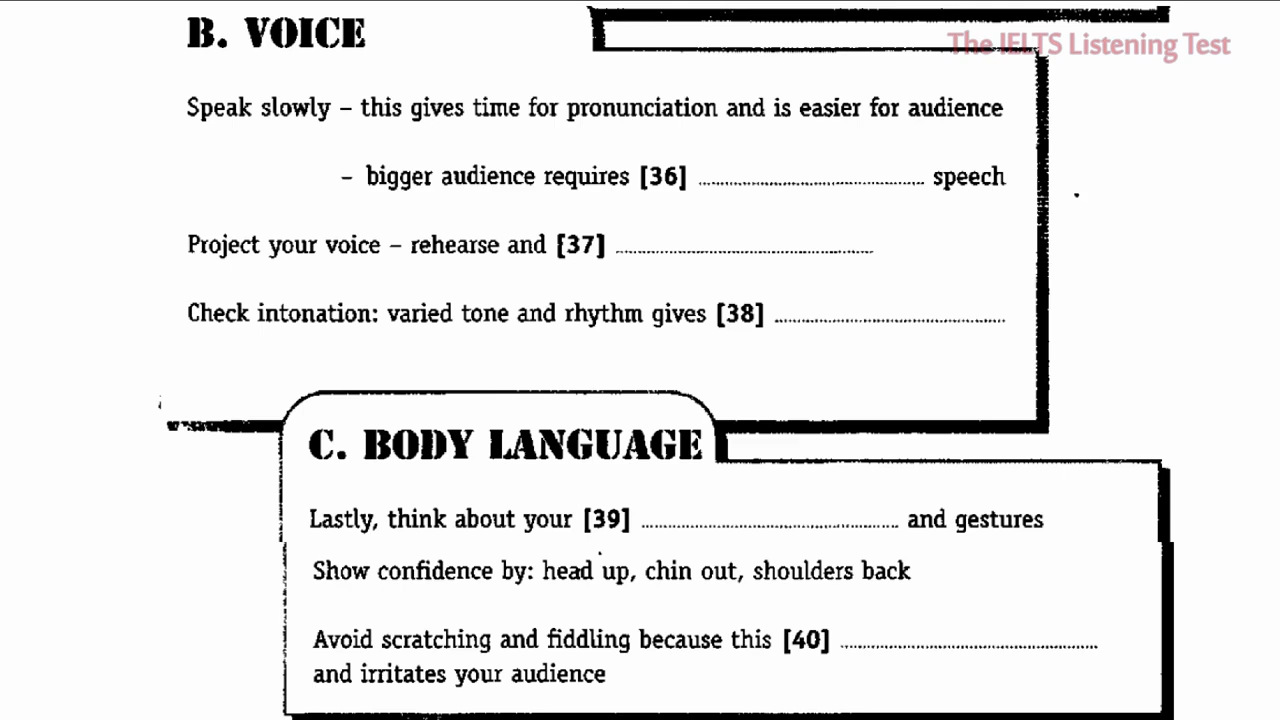 B. VOICE
The IELTS Listening Test
Speak slowly – this gives time for pronunciation and is easier for audience
– bigger audience requires [36] ........................................ speech
Project your voice – rehearse and [37] ........................................
Check intonation: varied tone and rhythm gives [38] ........................................
C. BODY LANGUAGE
Lastly, think about your [39] ........................................ and gestures
Show confidence by: head up, chin out, shoulders back
Avoid scratching and fiddling because this [40] ........................................
and irritates your audience